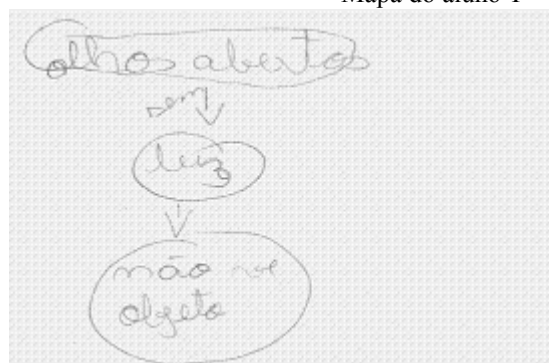 Mapa do aluno 1
olhos abertos
sem
luz
não vê
objeto